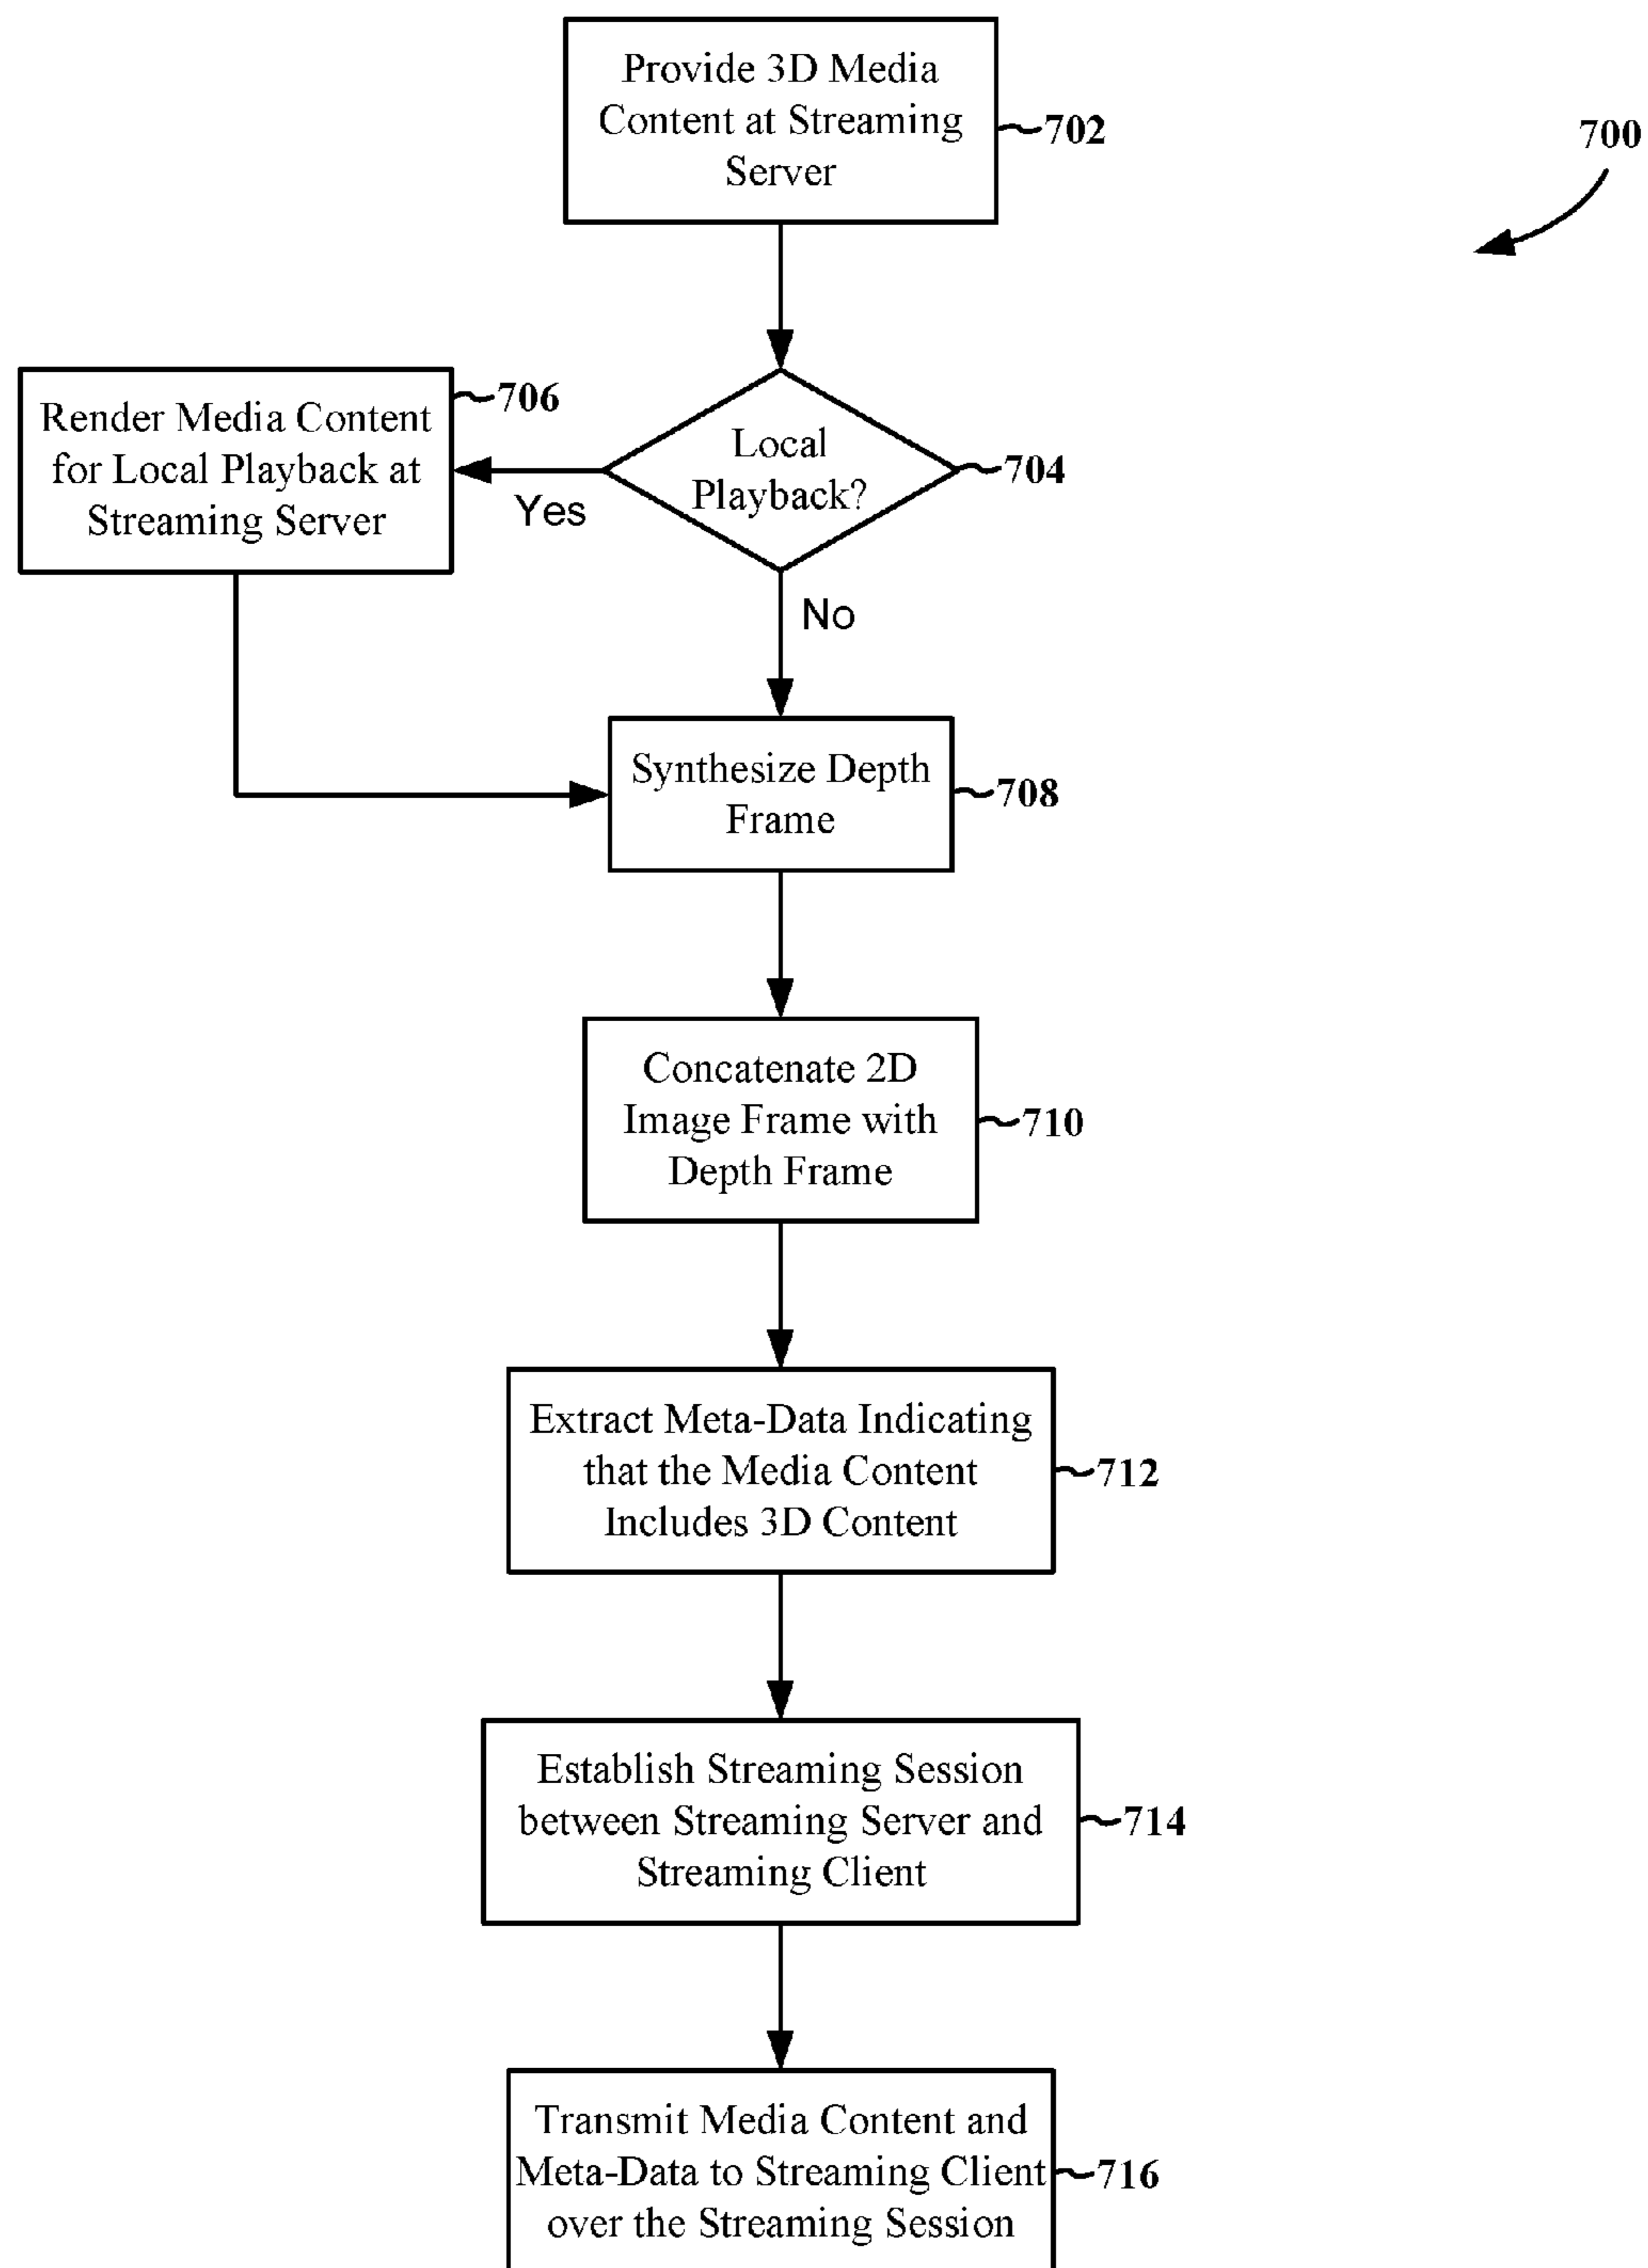 Provide 3D Media
Content at Streaming
Server
702
700
Local
Playback?
704
Yes
No
706
Render Media Content
for Local Playback at
Streaming Server
Synthesize Depth
Frame
708
Concatenate 2D
Image Frame with
Depth Frame
710
Extract Meta-Data Indicating
that the Media Content
Includes 3D Content
712
Establish Streaming Session
between Streaming Server and
Streaming Client
714
Transmit Media Content and
Meta-Data to Streaming Client
over the Streaming Session
716